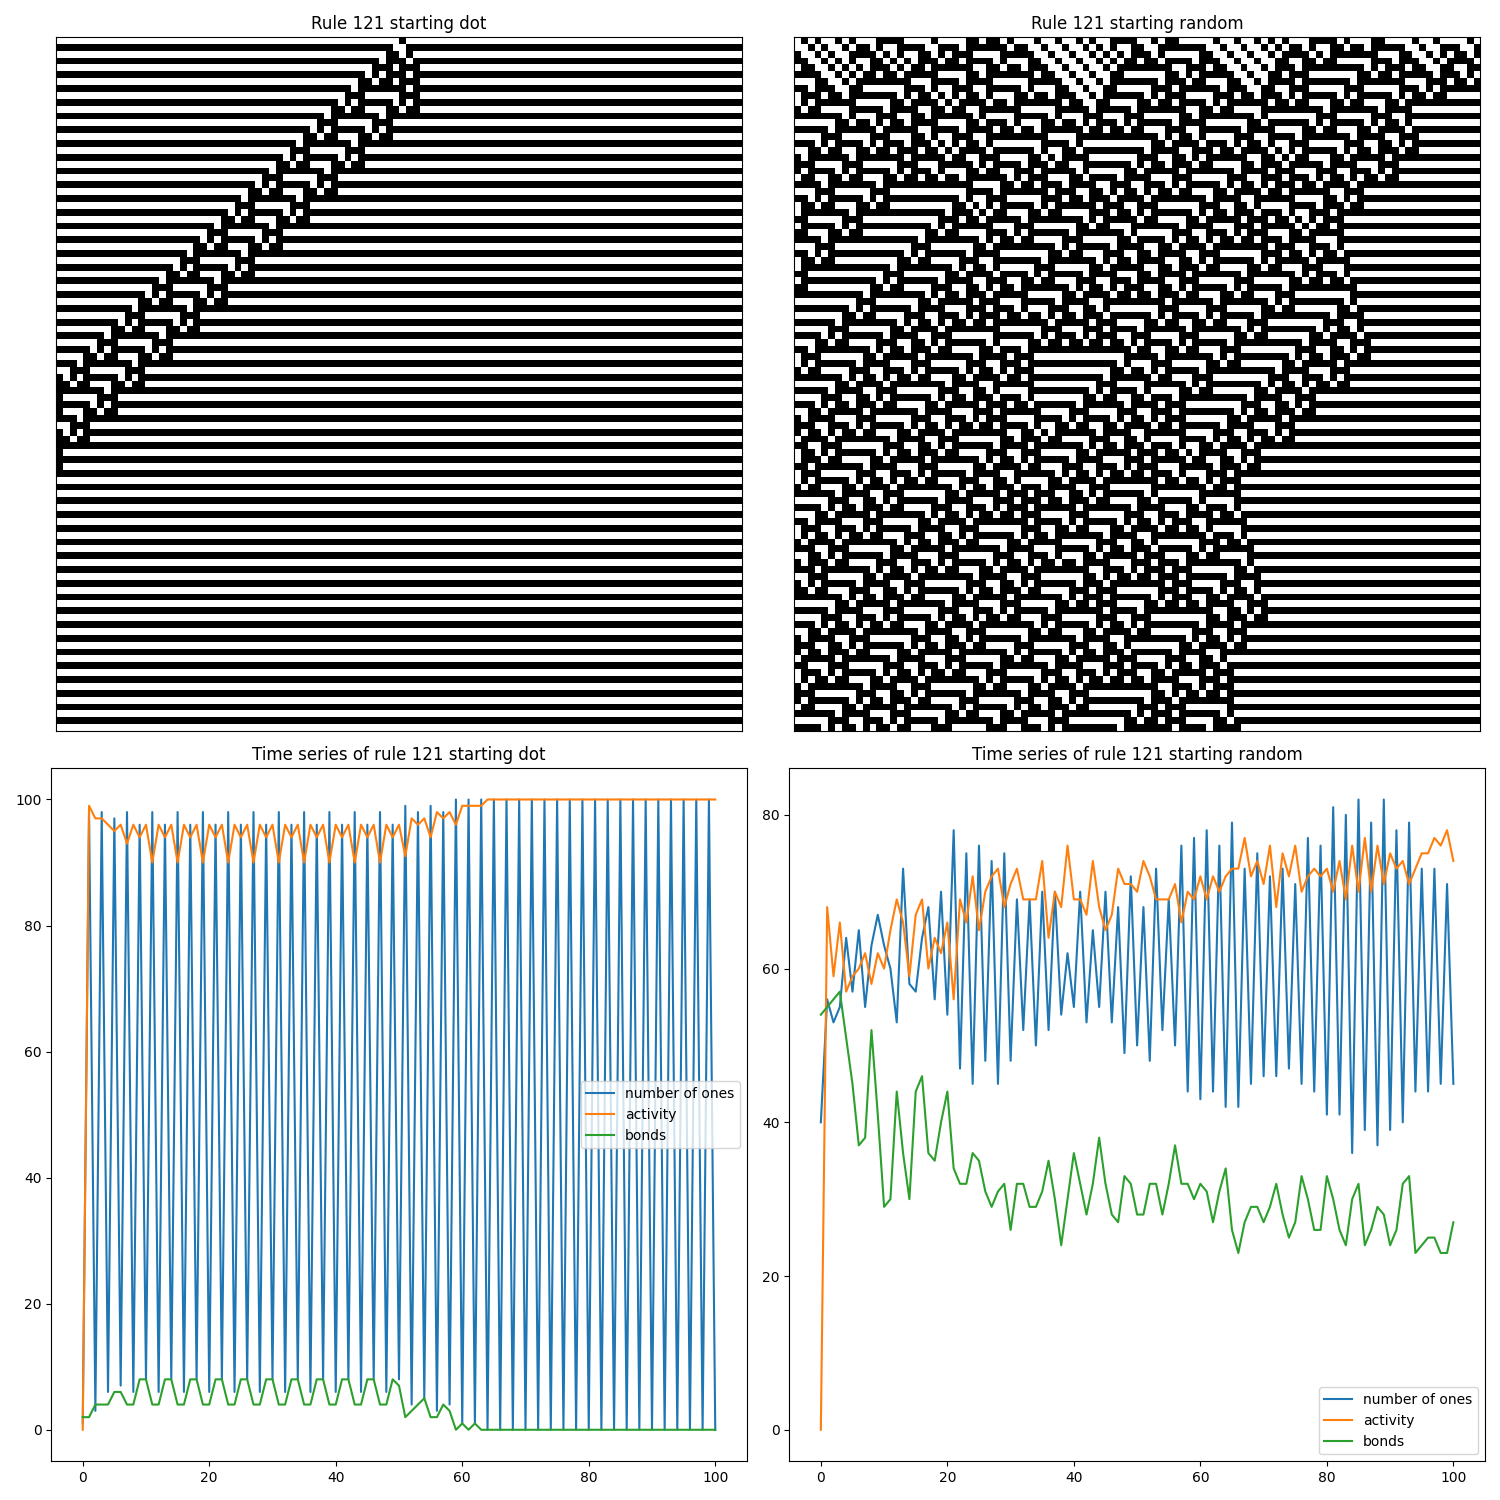 Rule 121 starting dot
Rule 121 starting random
Time series of rule 121 starting dot
100
80
60
40
20
0
number of ones
activity
bonds
0 20 40 60 80 100
Time series of rule 121 starting random
80
60
40
20
0
number of ones
activity
bonds
0 20 40 60 80 100